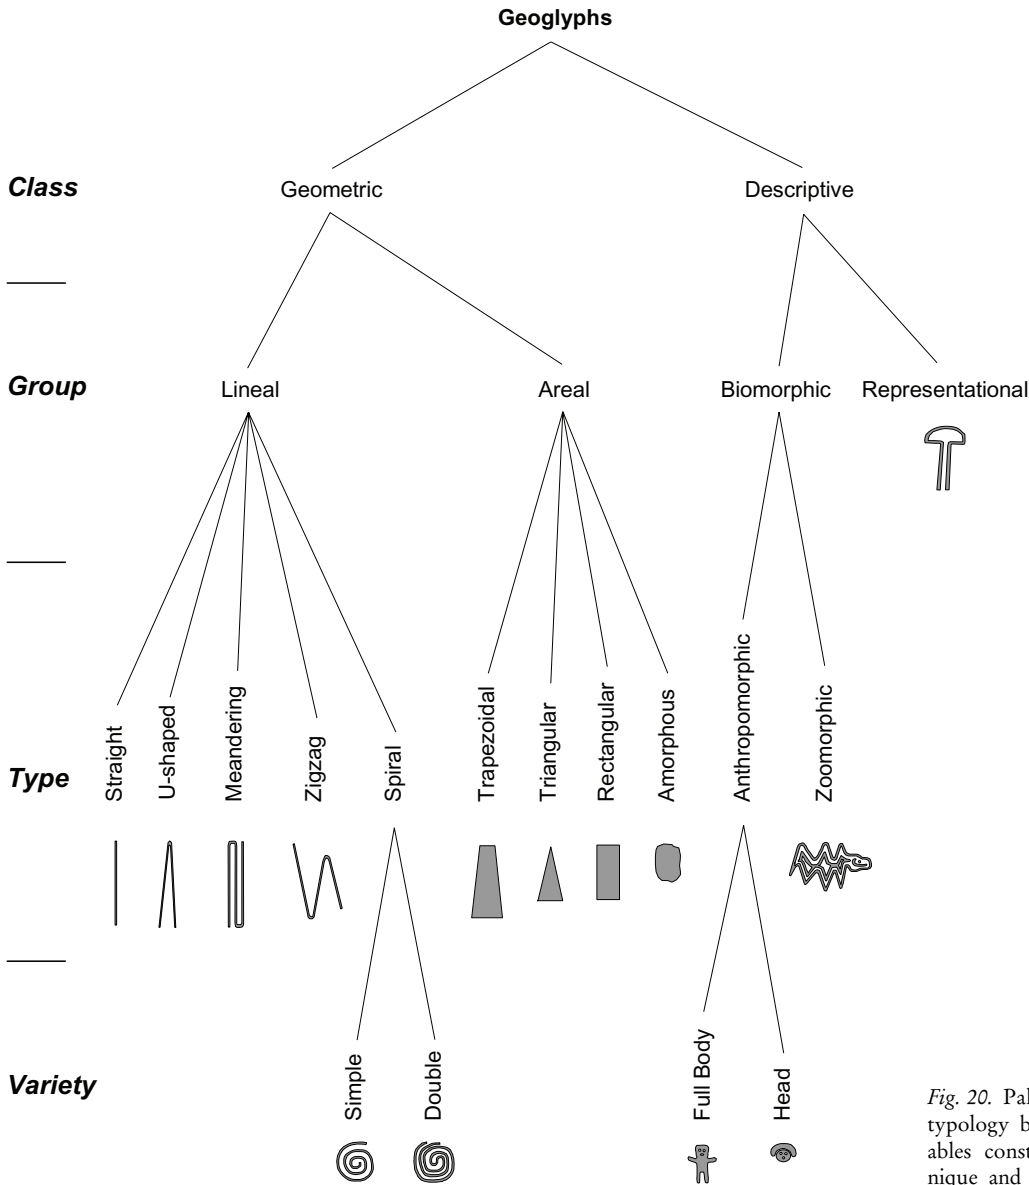 Geoglyphs
Class
Geometric
Descriptive
Group
Lineal
Areal
Biomorphic
Representational
Type
Straight
U-shaped
Meandering
Zigzag
Spiral
Trapezoidal
Triangular
Rectangular
Amorphous
Anthropomorphic
Zoomorphic
Variety
Simple
Double
Full Body
Head
Fig. 20. Pal
typology b
ables const
nique and